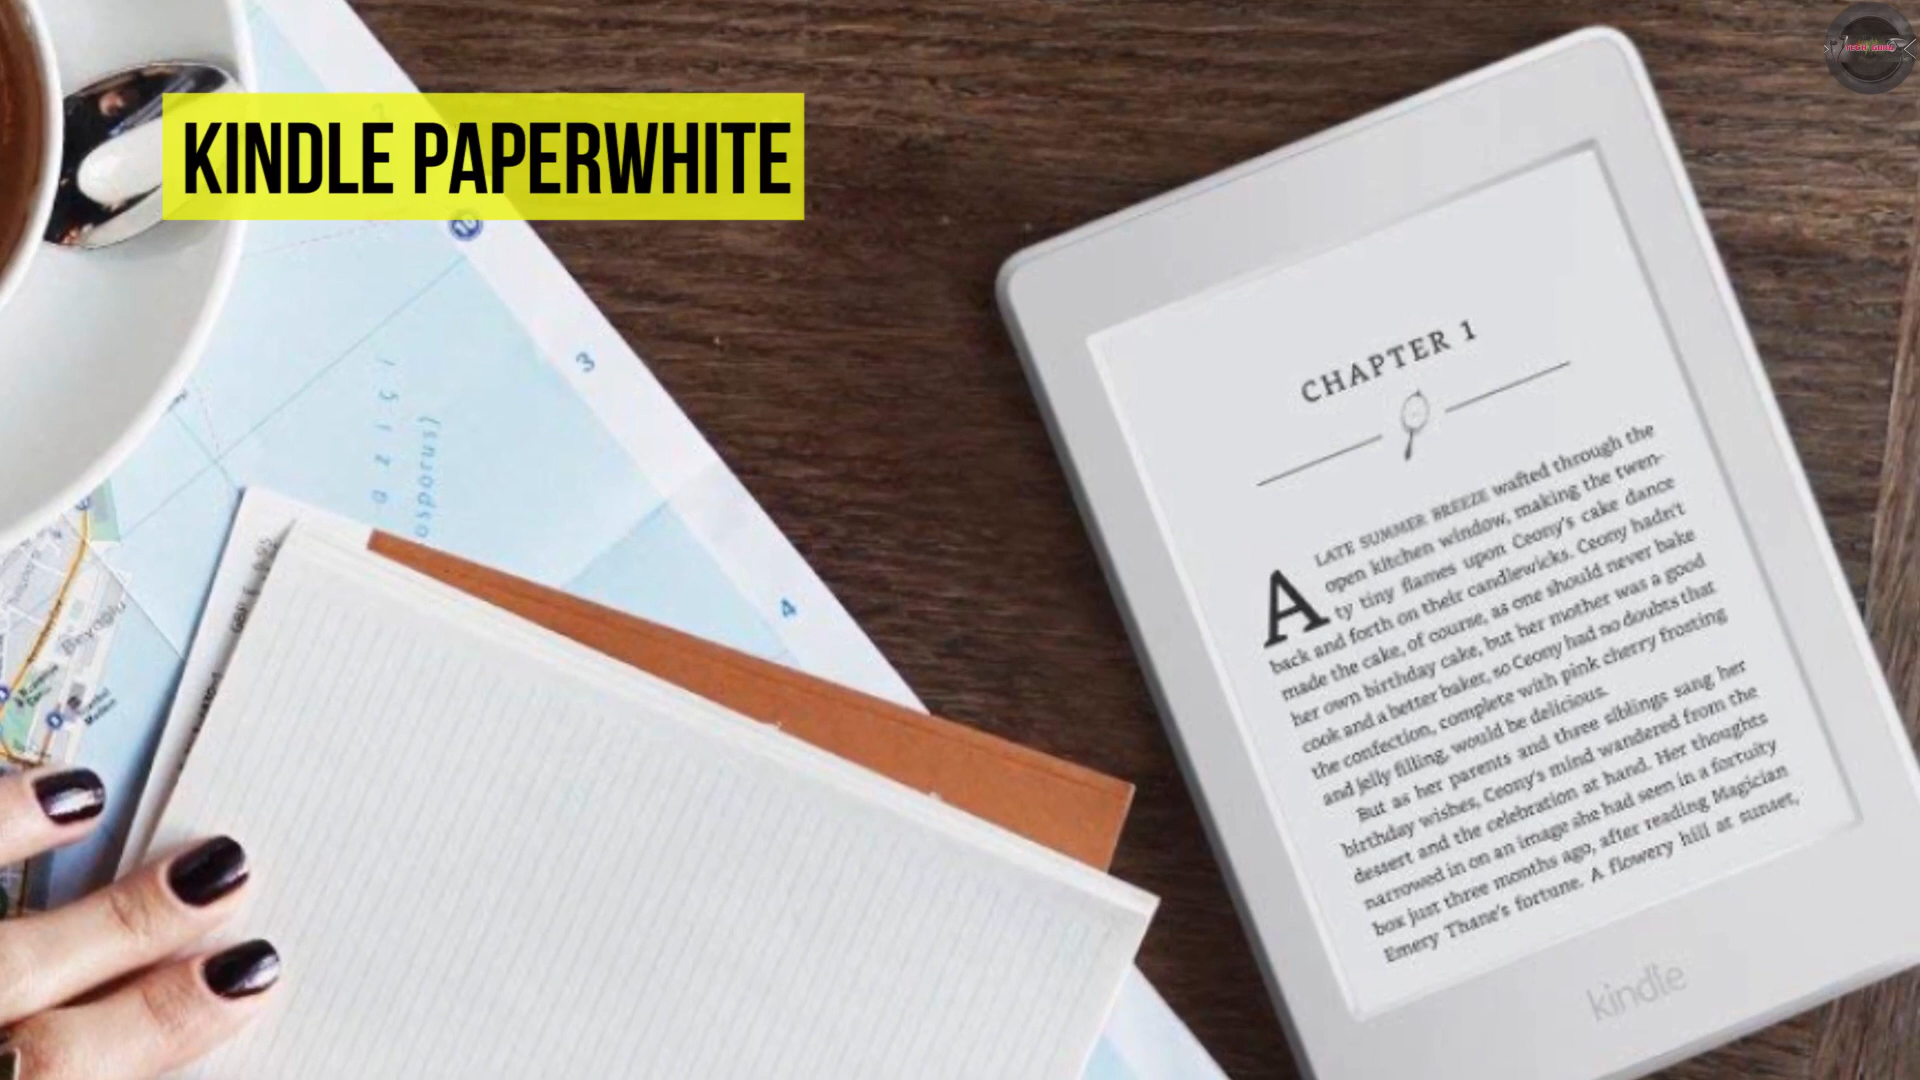 KINDLE PAPERWHITE
TECH GURU
7
10
3
4
o ğ a z i ç i
osporus)
Beyoğlu
CHAPTER 1
A LATE SUMMER BREEZE wafted through the
open kitchen window, making the twen-
ty tiny flames upon Ceony's cake dance
back and forth on their candlewicks. Ceony hadn't
made the cake, of course, as one should never bake
her own birthday cake, but her mother was a good
cook and a better baker, so Ceony had no doubts that
the confection, complete with pink cherry frosting
and jelly filling, would be delicious.
But as her parents and three siblings sang her
birthday wishes, Ceony's mind wandered from the
dessert and the celebration at hand. Her thoughts
narrowed in on an image she had seen in a fortuity
box just three months ago, after reading Magician
Emery Thane's fortune. A flowery hill at sunset,
kindle